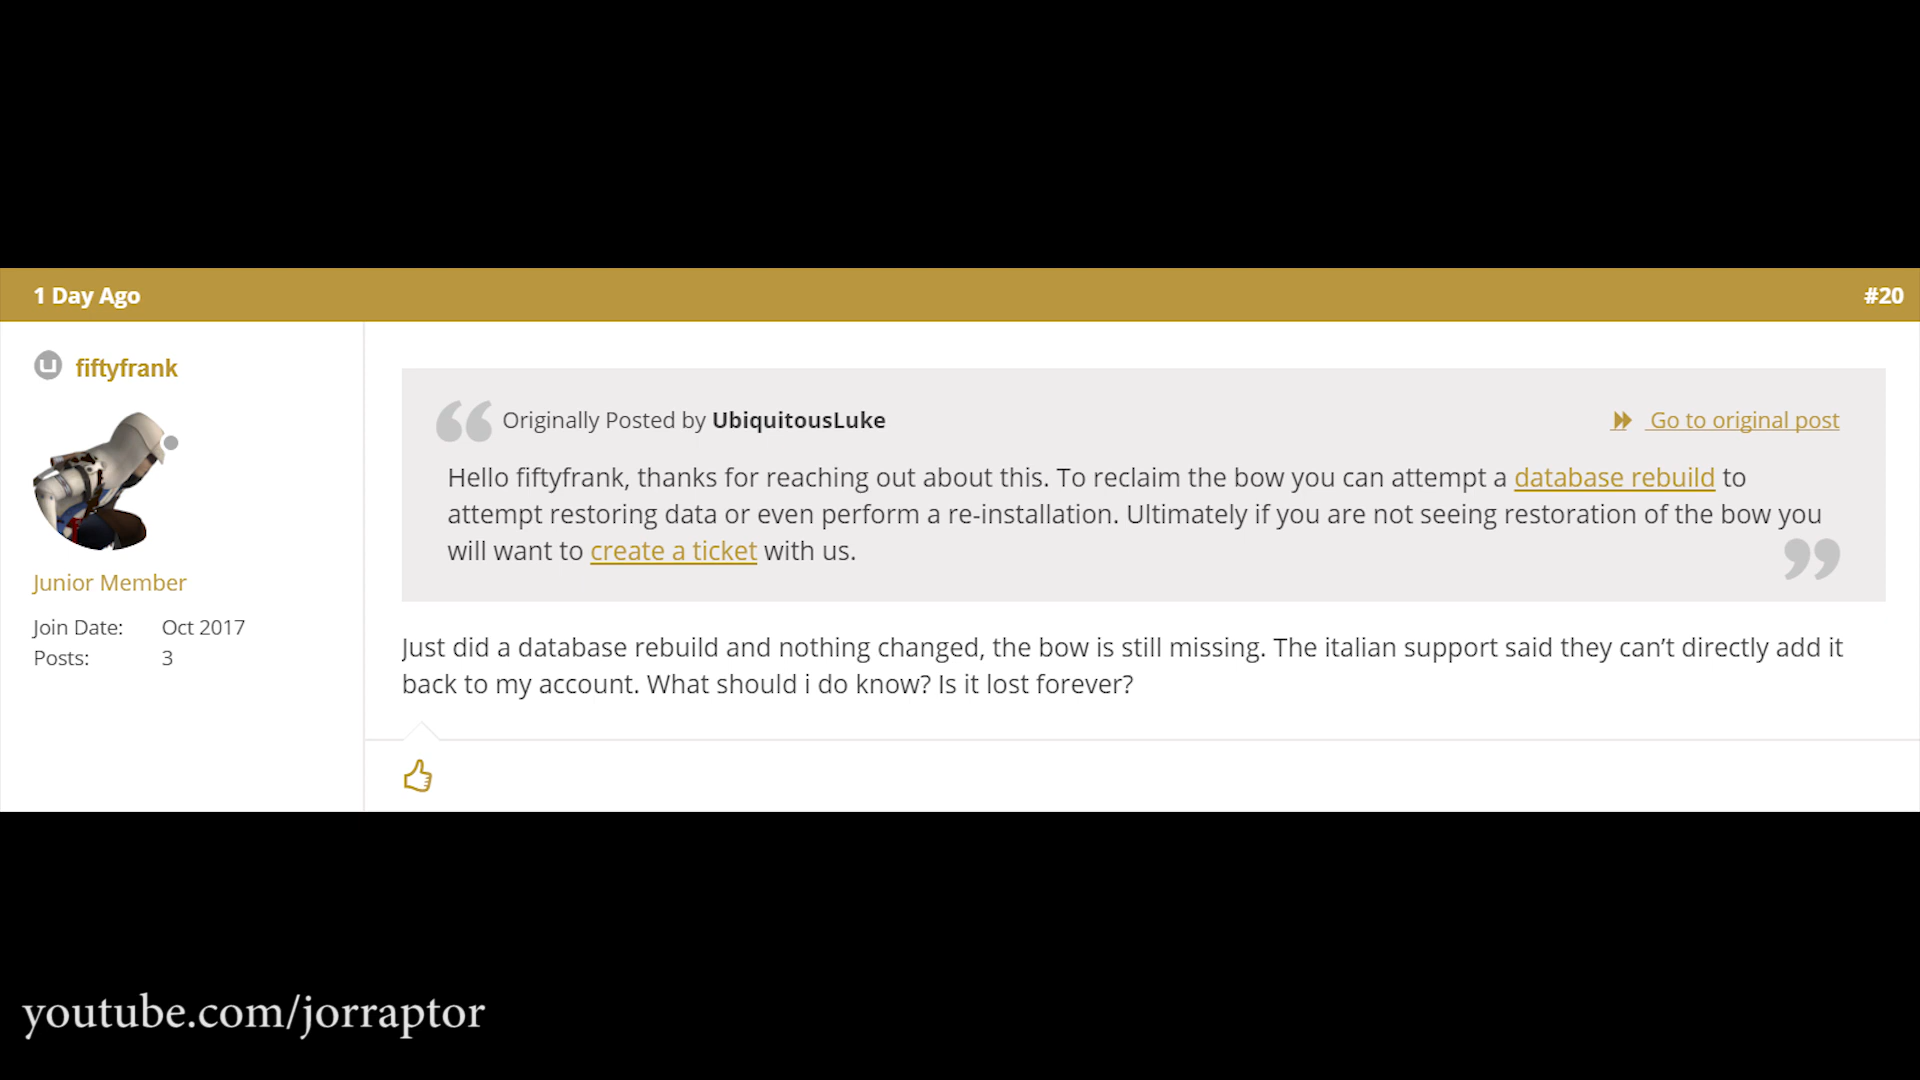 1 Day Ago
#20
fiftyfrank
Junior Member
Join Date: Oct 2017
Posts: 3
Originally Posted by UbiquitousLuke
Go to original post
Hello fiftyfrank, thanks for reaching out about this. To reclaim the bow you can attempt a database rebuild to
attempt restoring data or even perform a re-installation. Ultimately if you are not seeing restoration of the bow you
will want to create a ticket with us.
Just did a database rebuild and nothing changed, the bow is still missing. The italian support said they can’t directly add it
back to my account. What should i do know? Is it lost forever?
youtube.com/jorraptor